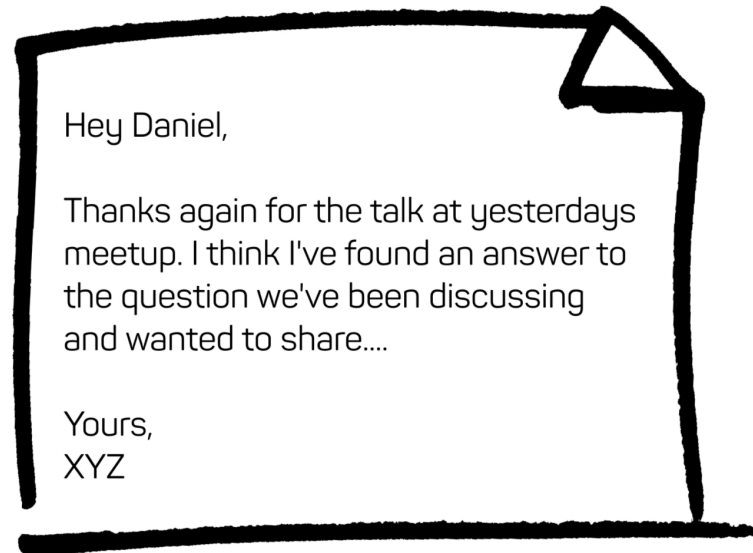 Hey Daniel,
Thanks again for the talk at yesterdays
meetup. I think I've found an answer to
the question we've been discussing
and wanted to share....
Yours,
XYZ